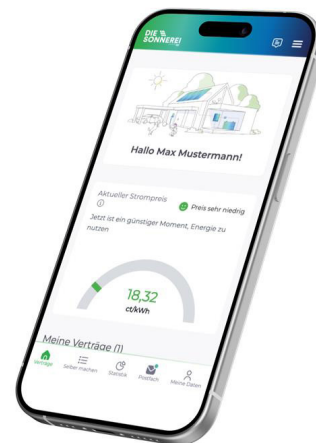 DIE
SONNEREI
Hallo Max Mustermann!
Aktueller Strompreis
Preis sehr niedrig
Jetzt ist ein günstiger Moment, Energie zu
nutzen
18,32
ct/kWh
Meine Verträge (1)
Verträge
Selber machen
Statistik
Postfach
Meine Daten